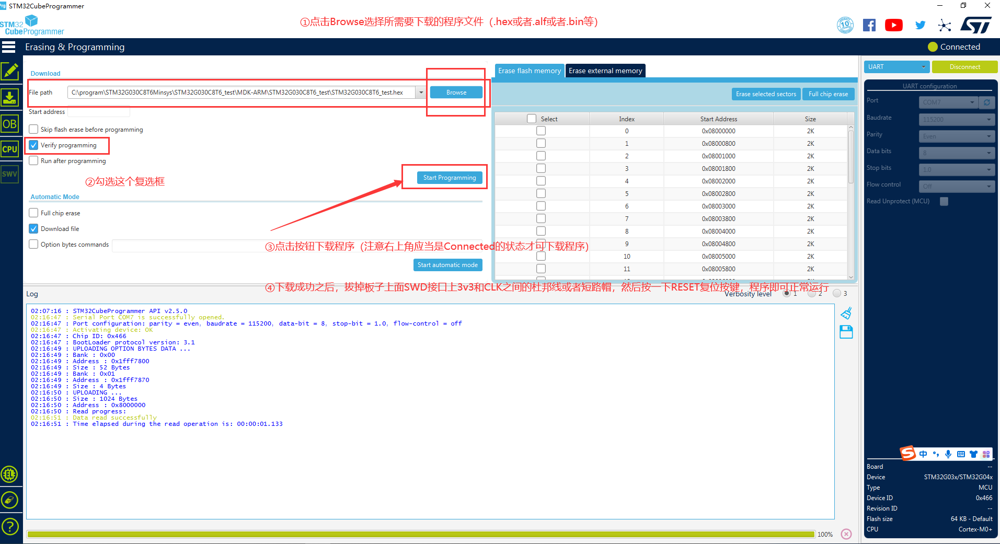 STM32CubeProgrammer
STM32
CubeProgrammer
①点击Browse选择所需要下载的程序文件（.hex或者.alf或者.bin等）
10
Erasing & Programming
Connected
Download
File path
C:\program\STM32G030C8T6Minsys\STM32G030C8T6_test\MDK-ARM\STM32G030C8T6_test\STM32G030C8T6_test.hex
Browse
Start address
Skip flash erase before programming
Verify programming
Run after programming
②勾选这个复选框
Start Programming
Automatic Mode
Full chip erase
Download file
Option bytes commands
③点击按钮下载程序（注意右上角应当是Connected的状态才可下载程序）
Start automatic mode
④下载成功之后，拔掉板子上面SWD接口上3v3和CLK之间的杜邦线或者短路帽，然后按一下RESET复位按键，程序即可正常运行
OB
CPU
SWV
Erase flash memory
Erase external memory
Erase selected sectors
Full chip erase
Select Index Start Address Size
0 0x08000000 2K
1 0x08000800 2K
2 0x08001000 2K
3 0x08001800 2K
4 0x08002000 2K
5 0x08002800 2K
6 0x08003000 2K
7 0x08003800 2K
8 0x08004000 2K
9 0x08004800 2K
10 0x08005000 2K
11 0x08005800 2K
UART
Disconnect
UART configuration
Port COM7
Baudrate 115200
Parity Even
Data bits 8
Stop bits 1.0
Flow control Off
Read Unprotect (MCU)
Log
Verbosity level 1 2 3
02:07:16 : STM32CubeProgrammer API v2.5.0
02:16:47 : Serial Port COM7 is successfully opened.
02:16:47 : Port configuration: parity = even, baudrate = 115200, data-bit = 8, stop-bit = 1.0, flow-control = off
02:16:47 : Activating device: OK
02:16:47 : Chip ID: 0x466
02:16:47 : BootLoader protocol version: 3.1
02:16:49 : UPLOADING OPTION BYTES DATA ...
02:16:49 : Bank : 0x00
02:16:49 : Address : 0x1fff7800
02:16:49 : Size : 52 Bytes
02:16:49 : Bank : 0x01
02:16:49 : Address : 0x1fff7870
02:16:49 : Size : 4 Bytes
02:16:50 : UPLOADING ...
02:16:50 : Size : 1024 Bytes
02:16:50 : Address : 0x8000000
02:16:50 : Read progress:
02:16:51 : Data read successfully
02:16:51 : Time elapsed during the read operation is: 00:00:01.133
100%
中
Board --
Device STM32G03x/STM32G04x
Type MCU
Device ID 0x466
Revision ID --
Flash size 64 KB - Default
CPU Cortex-M0+